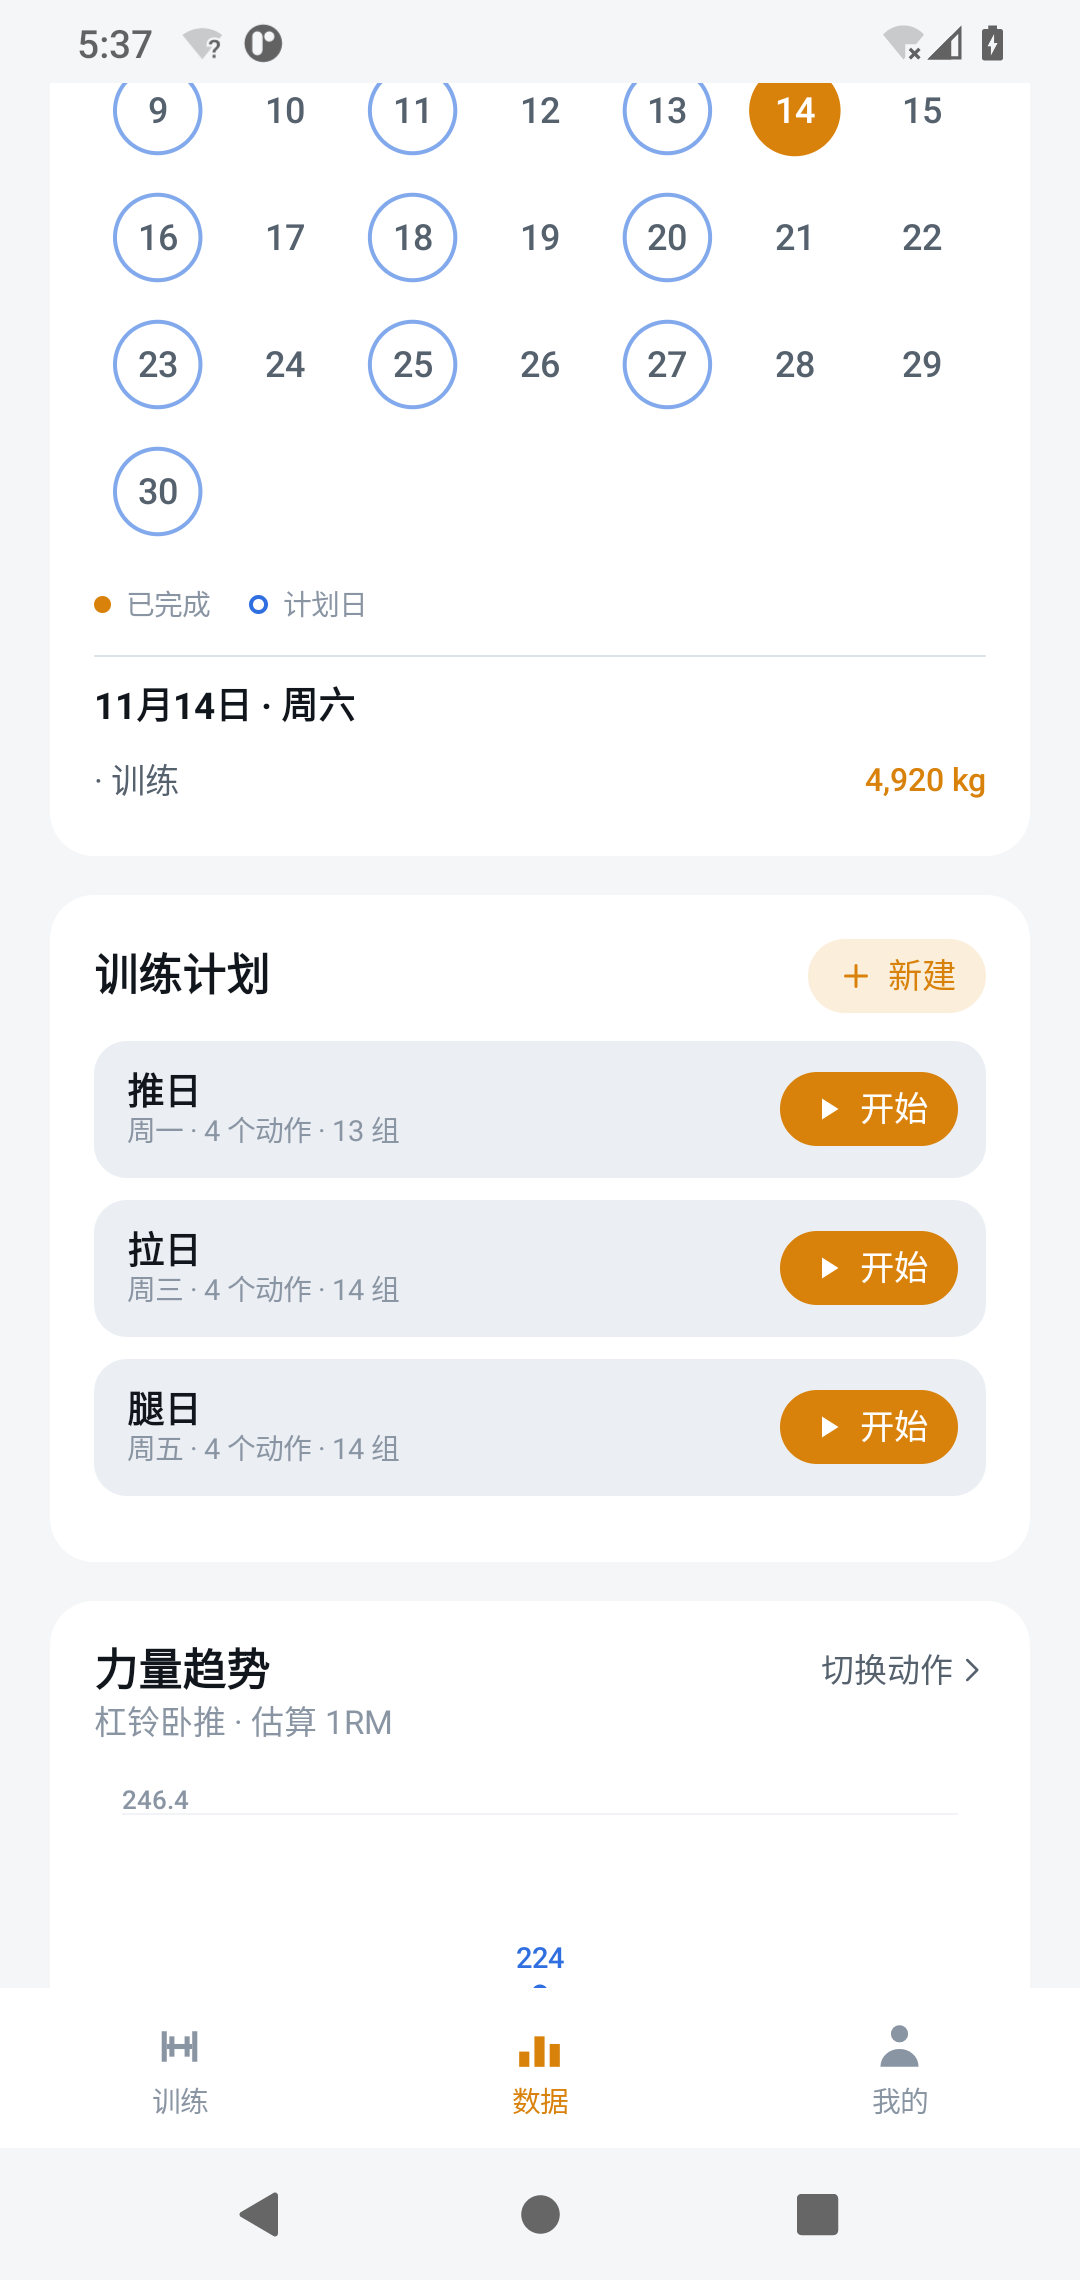 5:37
9 10 11 12 13 14 15
16 17 18 19 20 21 22
23 24 25 26 27 28 29
30
已完成 计划日
11月14日 · 周六
· 训练 4,920 kg
训练计划 + 新建
推日
周一 · 4 个动作 · 13 组
开始
拉日
周三 · 4 个动作 · 14 组
开始
腿日
周五 · 4 个动作 · 14 组
开始
力量趋势 切换动作
杠铃卧推 · 估算 1RM
246.4
224
训练 数据 我的